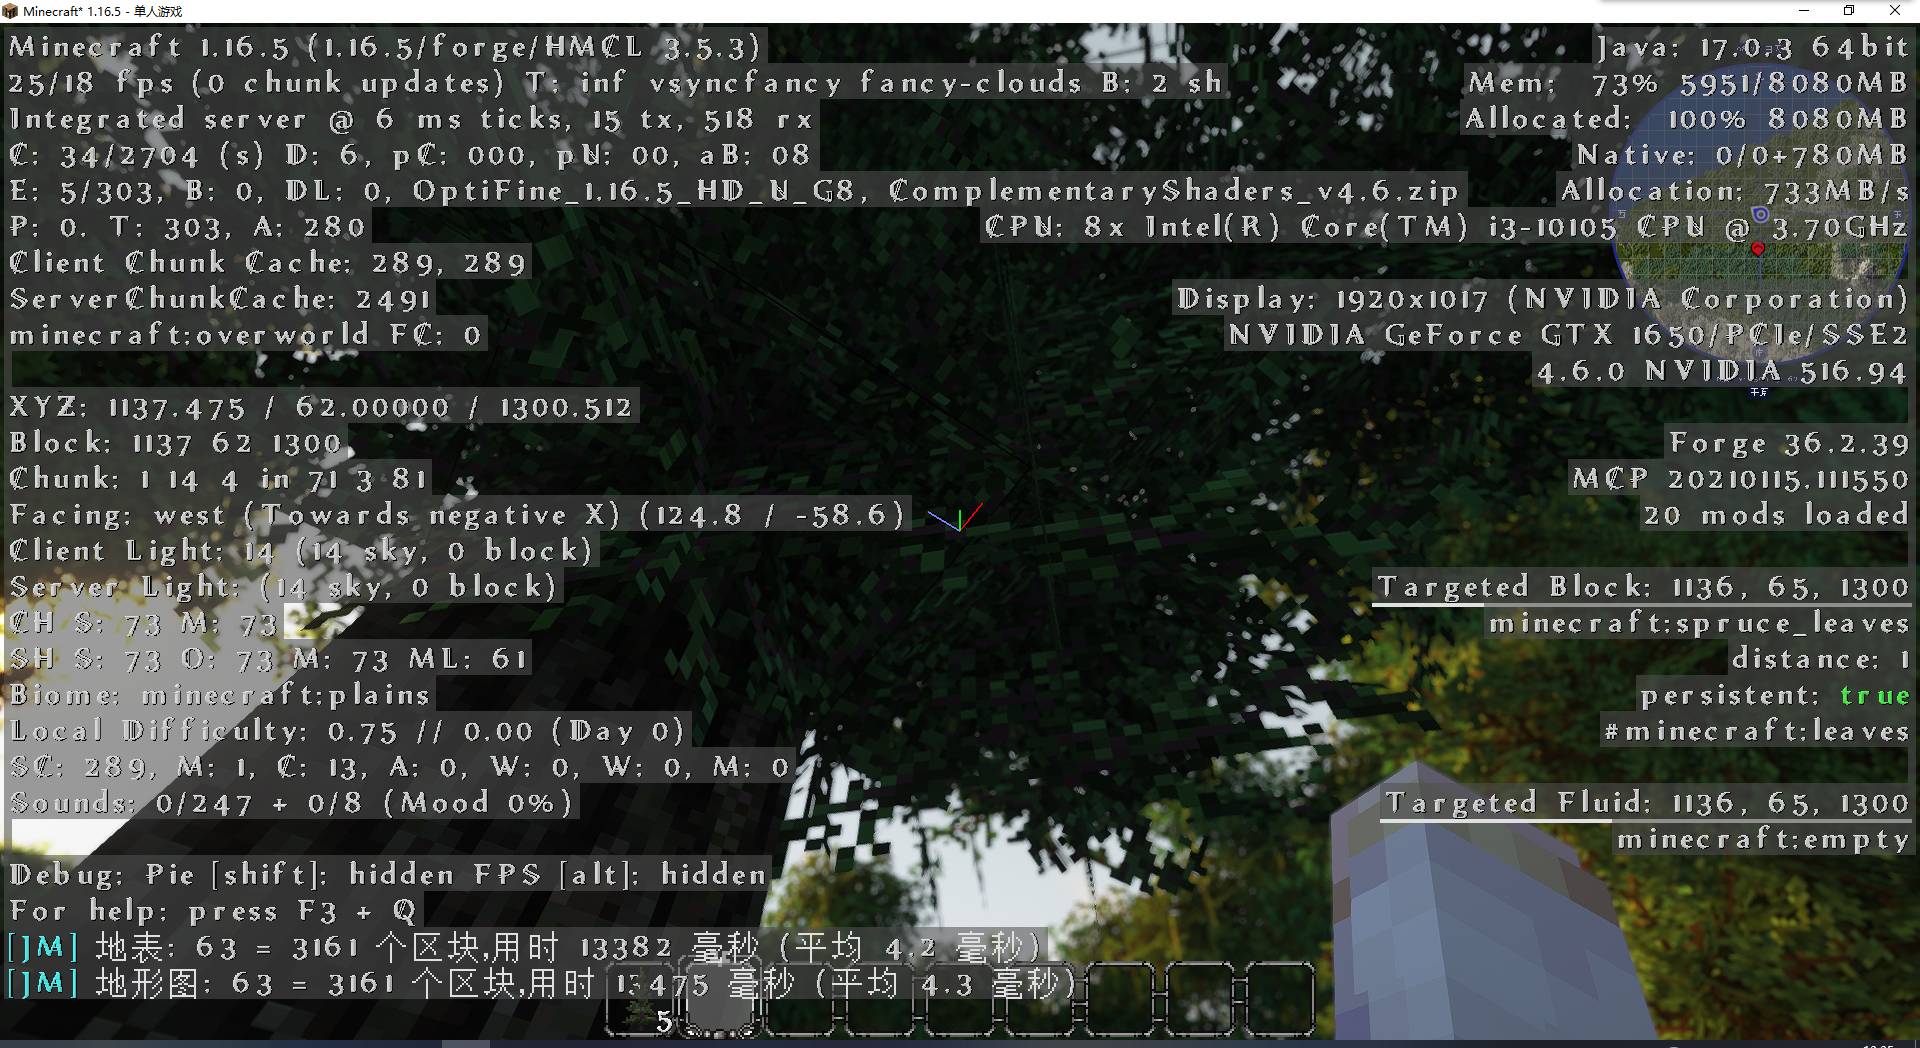 Minecraft* 1.16.5 - 单人游戏
Minecraft 1.16.5 (1.16.5/forge/HMCL 3.5.3)
25/18 fps (0 chunk updates) T: inf vsyncfancy fancy-clouds B: 2 sh
Integrated server @ 6 ms ticks, 15 tx, 518 rx
C: 34/2704 (s) D: 6, pC: 000, pU: 00, aB: 08
E: 5/303, B: 0, DL: 0, OptiFine_1.16.5_HD_U_G8, ComplementaryShaders_v4.6.zip
P: 0. T: 303, A: 280
Client Chunk Cache: 289, 289
ServerChunkCache: 2491
minecraft:overworld FC: 0
XYZ: 1137.475 / 62.00000 / 1300.512
Block: 1137 62 1300
Chunk: 1 14 4 in 71 3 81
Facing: west (Towards negative X) (124.8 / -58.6)
Client Light: 14 (14 sky, 0 block)
Server Light: (14 sky, 0 block)
CH S: 73 M: 73
SH S: 73 O: 73 M: 73 ML: 61
Biome: minecraft:plains
Local Difficulty: 0.75 // 0.00 (Day 0)
SC: 289, M: 1, C: 13, A: 0, W: 0, W: 0, M: 0
Sounds: 0/247 + 0/8 (Mood 0%)
Debug: Pie [shift]: hidden FPS [alt]: hidden
For help: press F3 + Q
[JM] 地表: 63 = 3161 个区块,用时 13382 毫秒 (平均 4.2 毫秒)
[JM] 地形图: 63 = 3161 个区块,用时 13475 毫秒 (平均 4.3 毫秒)
5
Java: 17.0.3 64bit
Mem: 73% 5951/8080MB
Allocated: 100% 8080MB
Native: 0/0+780MB
Allocation: 733MB/s
CPU: 8x Intel(R) Core(TM) i3-10105 CPU @ 3.70GHz
Display: 1920x1017 (NVIDIA Corporation)
NVIDIA GeForce GTX 1650/PCIe/SSE2
4.6.0 NVIDIA 516.94
Forge 36.2.39
MCP 20210115.111550
20 mods loaded
Targeted Block: 1136, 65, 1300
minecraft:spruce_leaves
distance: 1
persistent: true
#minecraft:leaves
Targeted Fluid: 1136, 65, 1300
minecraft:empty